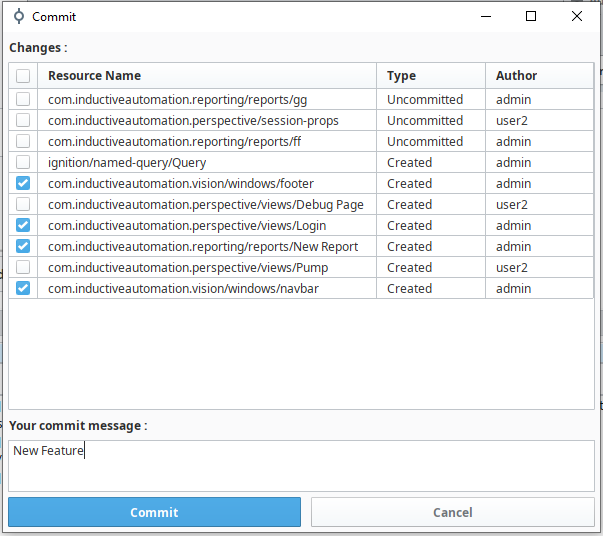 Commit
Changes :
Resource Name Type Author
com.inductiveautomation.reporting/reports/gg Uncommitted admin
com.inductiveautomation.perspective/session-props Uncommitted user2
com.inductiveautomation.reporting/reports/ff Uncommitted admin
ignition/named-query/Query Created admin
com.inductiveautomation.vision/windows/footer Created admin
com.inductiveautomation.perspective/views/Debug Page Created user2
com.inductiveautomation.perspective/views/Login Created admin
com.inductiveautomation.reporting/reports/New Report Created admin
com.inductiveautomation.perspective/views/Pump Created user2
com.inductiveautomation.vision/windows/navbar Created admin
Your commit message :
New Feature
Commit Cancel